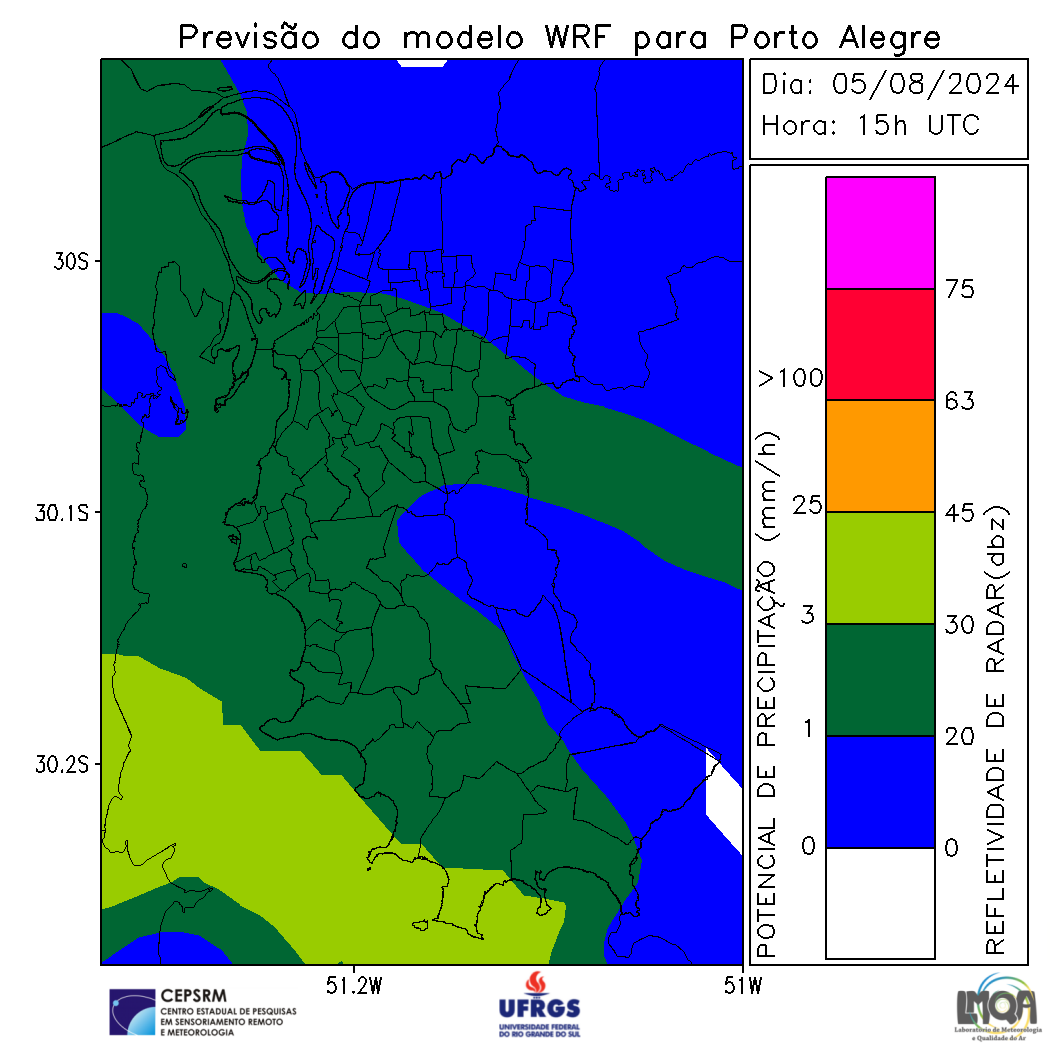 Previsão do modelo WRF para Porto Alegre
Dia: 05/08/2024
Hora: 15h UTC
30S
30.1S
30.2S
51.2W
51W
POTENCIAL DE PRECIPITAÇÃO (mm/h)
>100
25
3
1
0
75
63
45
30
20
0
REFLETIVIDADE DE RADAR(dbz)
CEPSRM
CENTRO ESTADUAL DE PESQUISAS
EM SENSORIAMENTO REMOTO
E METEOROLOGIA
UFRGS
UNIVERSIDADE FEDERAL
DO RIO GRANDE DO SUL
LMQA
Laboratório de Meteorologia
e Qualidade do Ar